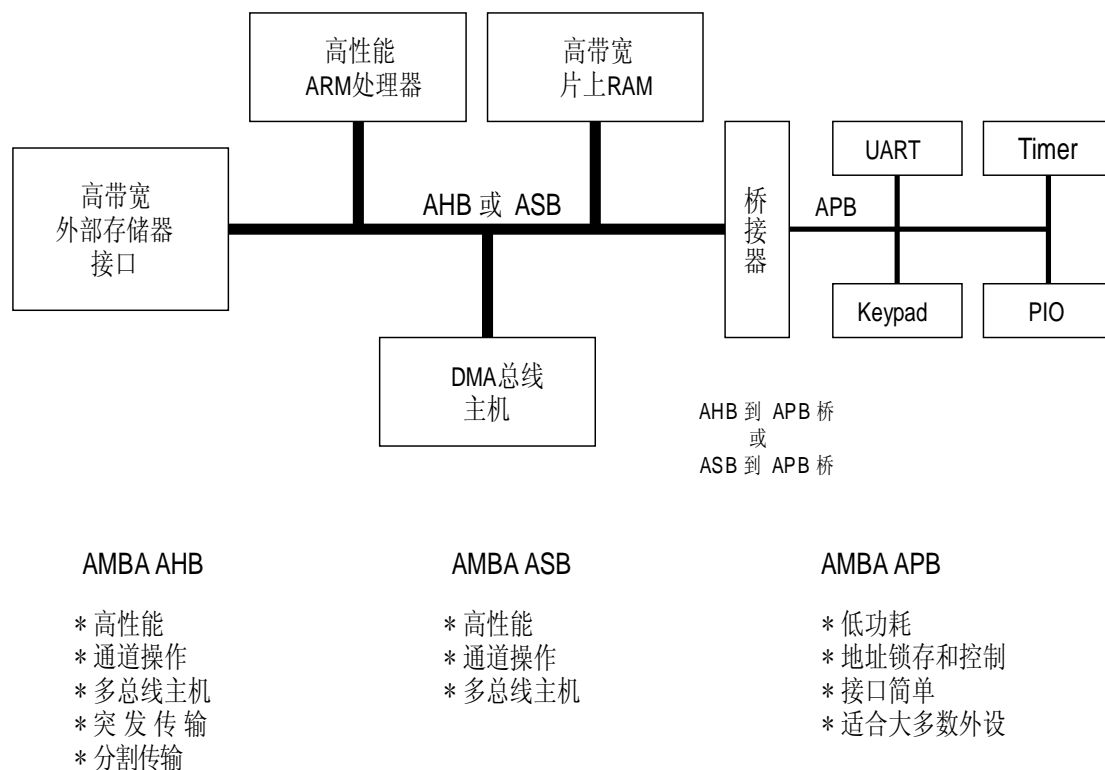 高性能
ARM处理器
高带宽
片上RAM
高带宽
外部存储器
接口
AHB 或 ASB
桥
接
器
APB
UART
Timer
Keypad
PIO
DMA总线
主机
AHB 到 APB 桥
或
ASB 到 APB 桥
AMBA AHB
* 高性能
* 通道操作
* 多总线主机
* 突 发 传 输
* 分割传输
AMBA ASB
* 高性能
* 通道操作
* 多总线主机
AMBA APB
* 低功耗
* 地址锁存和控制
* 接口简单
* 适合大多数外设